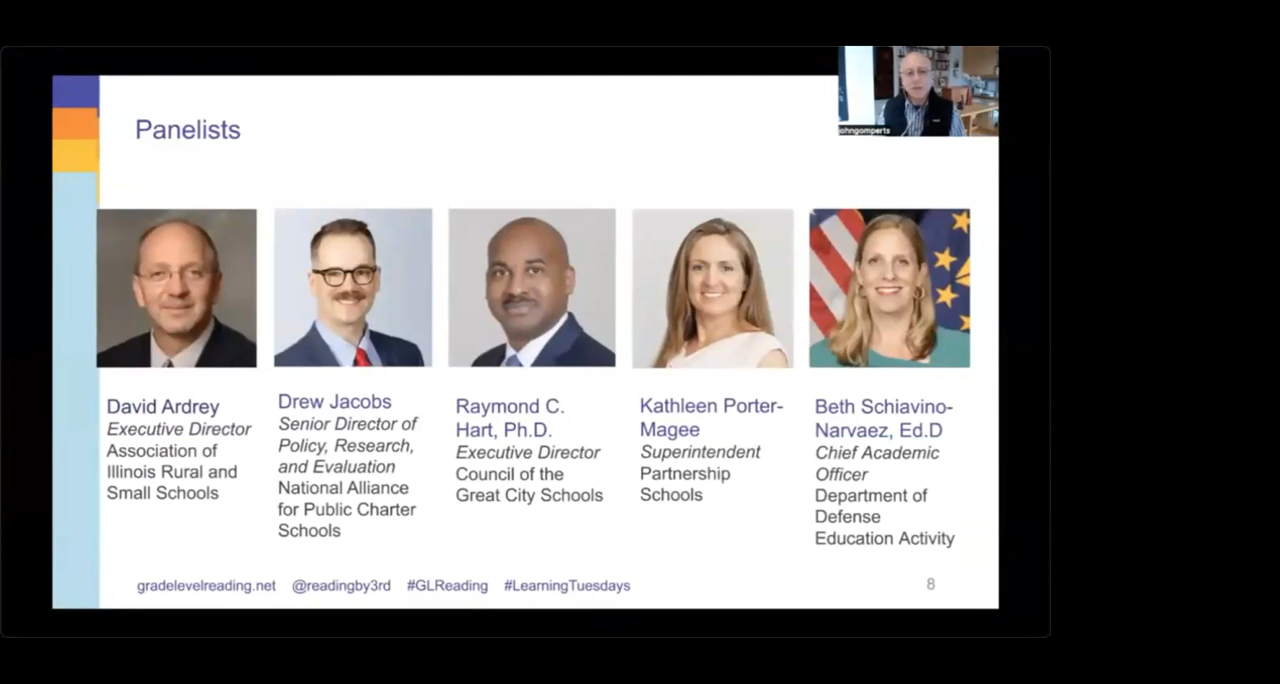 ohngomperts
Panelists
David Ardrey
Executive Director
Association of
Illinois Rural and
Small Schools
Drew Jacobs
Senior Director of
Policy, Research,
and Evaluation
National Alliance
for Public Charter
Schools
Raymond C.
Hart, Ph.D.
Executive Director
Council of the
Great City Schools
Kathleen Porter-
Magee
Superintendent
Partnership
Schools
Beth Schiavino-
Narvaez, Ed.D
Chief Academic
Officer
Department of
Defense
Education Activity
gradelevelreading.net @readingby3rd #GLReading #LearningTuesdays
8